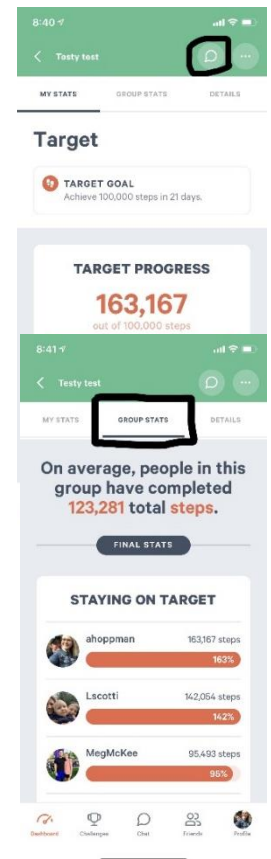 8:40
Testy test
MY STATS GROUP STATS DETAILS
Target
TARGET GOAL
Achieve 100,000 steps in 21 days.
TARGET PROGRESS
163,167
out of 100,000 steps
8:41
Testy test
MY STATS GROUP STATS DETAILS
On average, people in this
group have completed
123,281 total steps.
FINAL STATS
STAYING ON TARGET
ahoppman 163,167 steps
163%
Lscotti 142,054 steps
142%
MegMcKee 95,493 steps
95%
Dashboard Challenges Chat Friends Profile